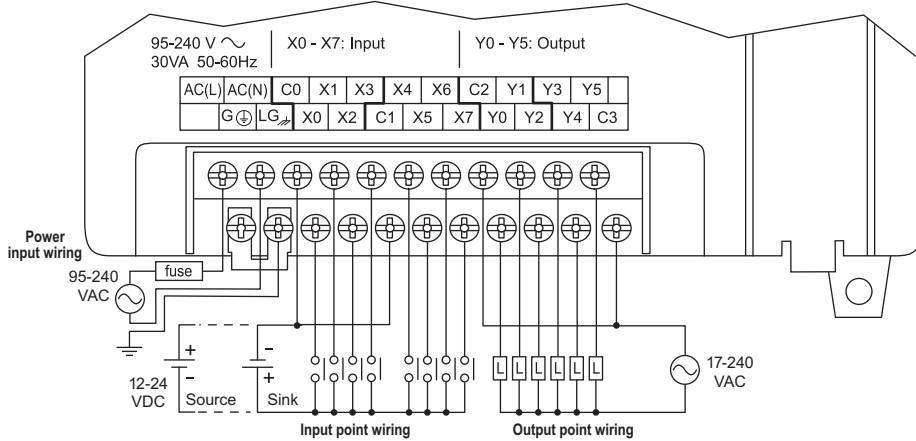 95-240 V ∿ X0 - X7: Input Y0 - Y5: Output
30VA 50-60Hz
AC(L) AC(N) C0 X1 X3 X4 X6 C2 Y1 Y3 Y5
G LG X0 X2 C1 X5 X7 Y0 Y2 Y4 C3
Power
input wiring
fuse
95-240
VAC
+ - 
- +
12-24
VDC
Source
Sink
L L L L L L
17-240
VAC
Input point wiring
Output point wiring